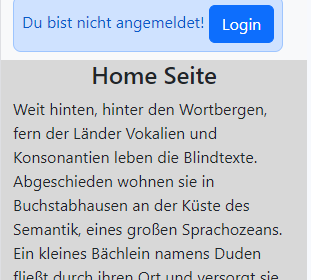 Du bist nicht angemeldet! Login
Home Seite
Weit hinten, hinter den Wortbergen,
fern der Länder Vokalien und
Konsonantien leben die Blindtexte.
Abgeschieden wohnen sie in
Buchstabhausen an der Küste des
Semantik, eines großen Sprachozeans.
Ein kleines Bächlein namens Duden
fließt durch ihren Ort und versorgt sie